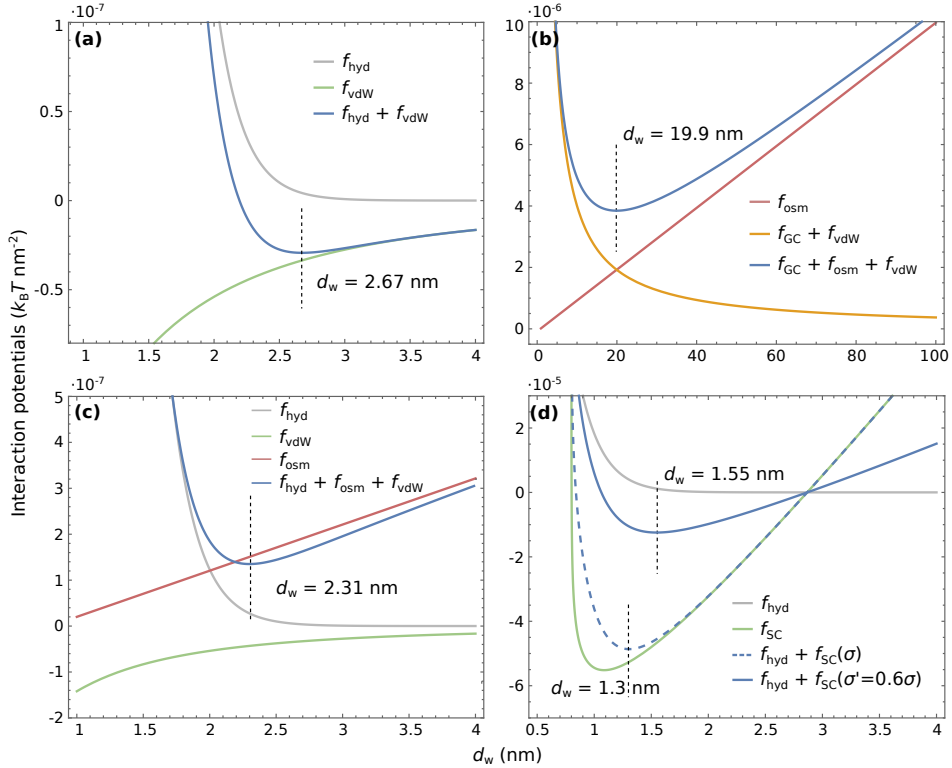 Interaction potentials (k_B T nm⁻²)
·10⁻⁷
(a)
f_hyd
f_vdW
f_hyd + f_vdW
d_w = 2.67 nm
1
0.5
0
-0.5
1
1.5
2
2.5
3
3.5
4
·10⁻⁶
(b)
d_w = 19.9 nm
f_osm
f_GC + f_vdW
f_GC + f_osm + f_vdW
10
8
6
4
2
0
0
20
40
60
80
100
·10⁻⁷
(c)
f_hyd
f_vdW
f_osm
f_hyd + f_osm + f_vdW
d_w = 2.31 nm
5
4
3
2
1
0
-1
-2
1
1.5
2
2.5
3
3.5
4
·10⁻⁵
(d)
d_w = 1.55 nm
f_hyd
f_SC
f_hyd + f_SC(σ)
f_hyd + f_SC(σ'=0.6σ)
d_w = 1.3 nm
2
0
-2
-4
-6
0.5
1
1.5
2
2.5
3
3.5
4
d_w (nm)